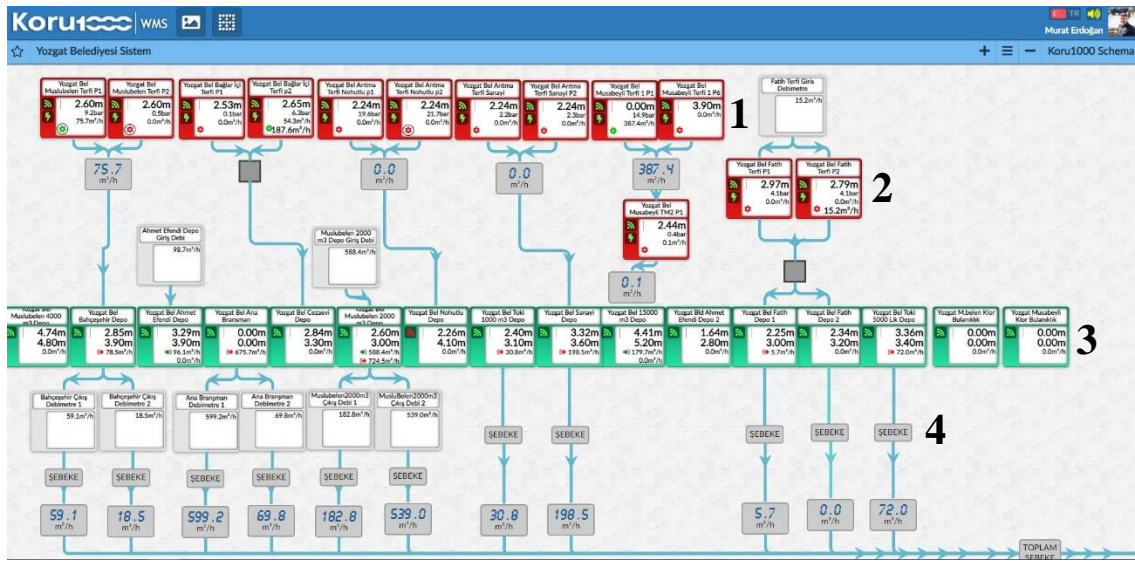 Koru1000 WMS
TR
Murat Erdoğan
Yozgat Belediyesi Sistem
Koru1000 Schema
Yozgat Bel
Muslubelen Terfi P1
2.60m
9.2bar
75.7m³/h
Yozgat Bel
Muslubelen Terfi P2
2.60m
0.5bar
0.0m³/h
Yozgat Bel Bağlar İçi
Terfi P1
2.53m
0.1bar
0.0m³/h
Yozgat Bel Bağlar İçi
Terfi p2
2.65m
6.3bar
54.3m³/h
187.6m³/h
Yozgat Bel Arıtma
Terfi Nohutlu p1
2.24m
19.6bar
0.0m³/h
Yozgat Bel Arıtma
Terfi Nohutlu p2
2.24m
21.7bar
0.0m³/h
Yozgat Bel Arıtma
Terfi Sanayi
2.24m
2.2bar
0.0m³/h
Yozgat Bel Arıtma
Terfi Sanayi P2
2.24m
2.3bar
0.0m³/h
Yozgat Bel
Musabeyli Terfi 1 P1
0.00m
14.9bar
387.4m³/h
Yozgat Bel
Musabeyli Terfi 1 P6
3.90m
0.0m³/h
1
Fatih Terfi Giris
Debimetre
15.2m³/h
75.7
m³/h
0.0
m³/h
0.0
m³/h
387.4
m³/h
Yozgat Bel Fatih
Terfi P1
2.97m
4.1bar
0.0m³/h
Yozgat Bel Fatih
Terfi P2
2.79m
4.1bar
0.0m³/h
15.2m³/h
2
Yozgat Bel
Musabeyli TM2 P1
2.44m
0.4bar
0.1m³/h
0.1
m³/h
Ahmet Efendi Depo
Giriş Debi
98.7m³/h
Muslubelen 2000
m3 Depo Giriş Debi
588.4m³/h
Yozgat Bel
Muslubelen 4000
m3 Depo
4.74m
4.80m
0.0m³/h
Yozgat Bel
Bahçeşehir Depo
2.85m
3.90m
78.5m³/h
Yozgat Bel Ahmet
Efendi Depo
3.29m
3.90m
96.1m³/h
0.0m³/h
Yozgat Bel Ana
Branşman
0.00m
0.00m
675.7m³/h
Yozgat Bel Cezaevi
Depo
2.84m
3.30m
0.0m³/h
Yozgat Bel
Muslubelen 2000
m3 Depo
2.60m
3.00m
588.4m³/h
724.5m³/h
Yozgat Bel Nohutlu
Depo
2.26m
4.10m
0.0m³/h
Yozgat Bel Toki
1000 m3 Depo
2.40m
3.10m
30.8m³/h
Yozgat Bel Sanayi
Depo
3.32m
3.60m
198.5m³/h
Yozgat Bel 15000
m3 Depo
4.41m
5.20m
179.7m³/h
0.0m³/h
Yozgat Bld Ahmet
Efendi Depo 2
1.64m
2.80m
0.0m³/h
Yozgat Bel Fatih
Depo 1
2.25m
3.00m
5.7m³/h
Yozgat Bel Fatih
Depo 2
2.34m
3.20m
0.0m³/h
Yozgat Bel Toki
5000 Lik Depo
3.36m
3.40m
72.0m³/h
Yozgat M.belen Klor
Bulanıklık
0.00m
0.00m
0.0m³/h
Yozgat Musabeyli
Klor Bulanıklık
0.00m
0.00m
0.0m³/h
3
Bahçeşehir Çıkış
Debimetre 1
59.1m³/h
Bahçeşehir Çıkış
Debimetre 2
18.5m³/h
Ana Branşman
Debimetre 1
599.2m³/h
Ana Branşman
Debimetre 2
69.8m³/h
Muslubelen2000m3
Çıkış Debi 1
182.8m³/h
MusluBelen2000m3
Çıkış Debi 2
539.0m³/h
ŞEBEKE
ŞEBEKE
ŞEBEKE
ŞEBEKE
ŞEBEKE
4
ŞEBEKE
ŞEBEKE
ŞEBEKE
ŞEBEKE
ŞEBEKE
ŞEBEKE
59.1
m³/h
18.5
m³/h
599.2
m³/h
69.8
m³/h
182.8
m³/h
539.0
m³/h
30.8
m³/h
198.5
m³/h
5.7
m³/h
0.0
m³/h
72.0
m³/h
TOPLAM
ŞEBEKE